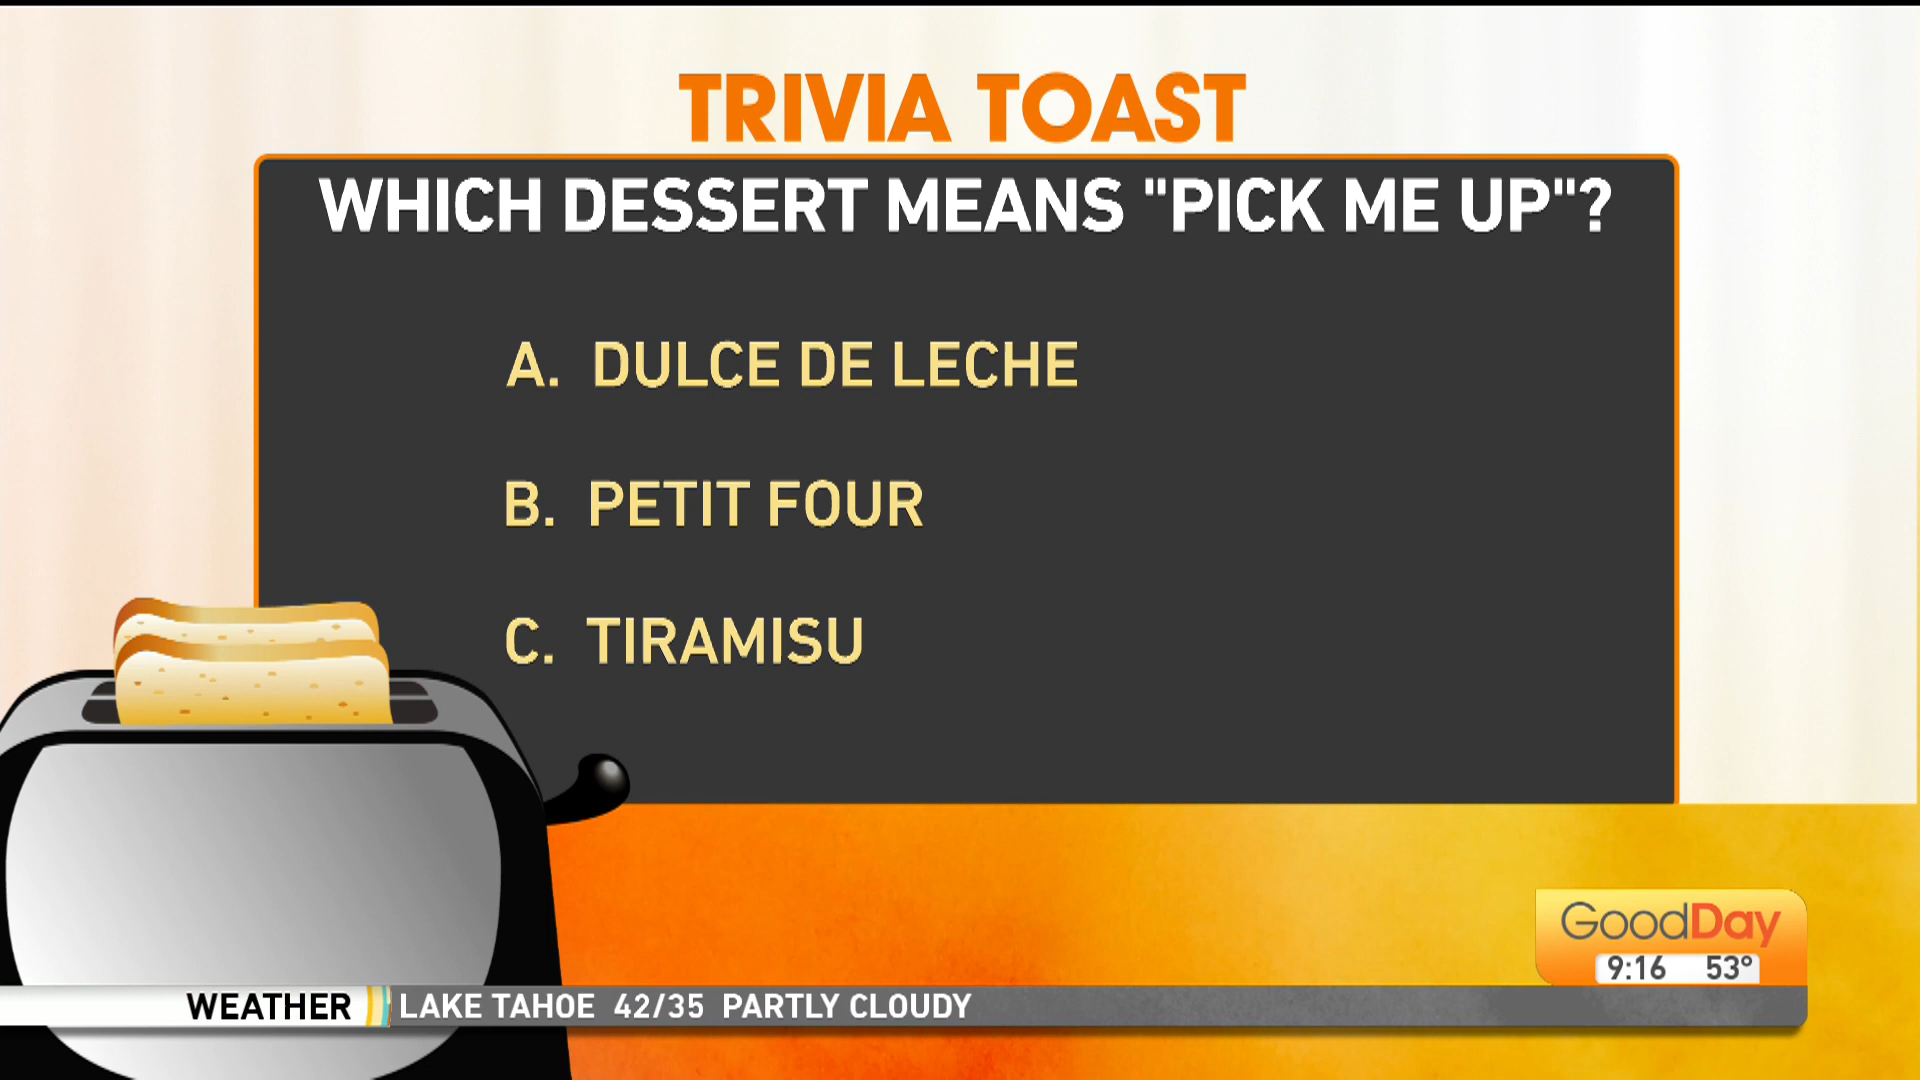 TRIVIA TOAST
WHICH DESSERT MEANS "PICK ME UP"?
A. DULCE DE LECHE
B. PETIT FOUR
C. TIRAMISU
GoodDay
9:16 53°
WEATHER LAKE TAHOE 42/35 PARTLY CLOUDY